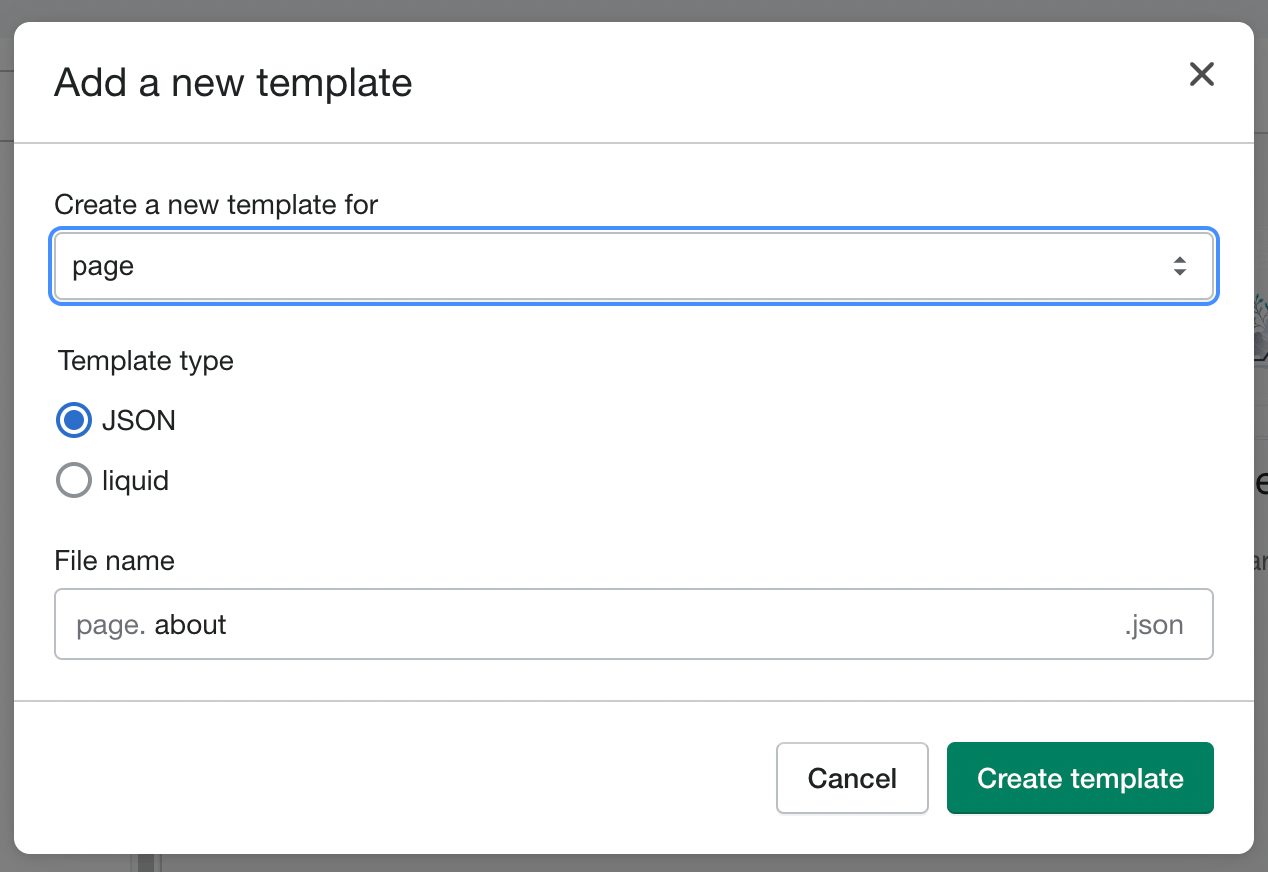 Add a new template
Create a new template for
page
Template type
JSON
liquid
File name
page. about .json
Cancel
Create template